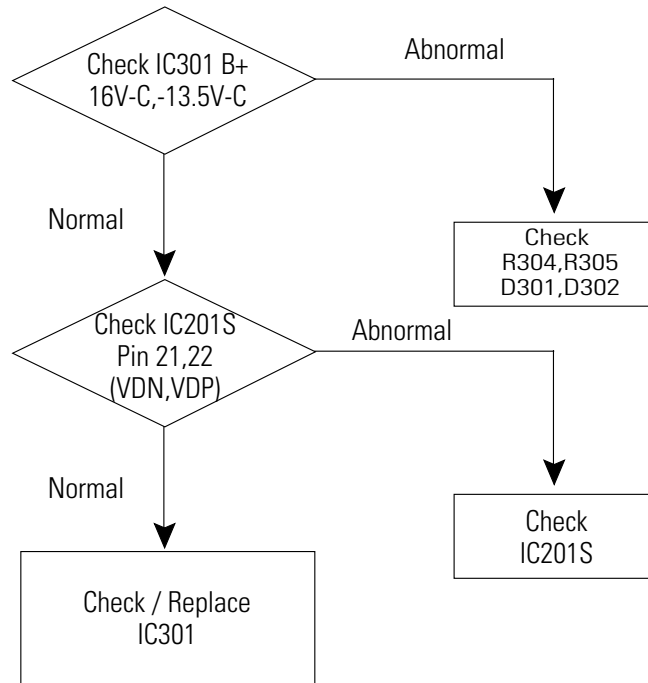 Check IC301 B+
16V-C,-13.5V-C
Abnormal
Normal
Check
R304,R305
D301,D302
Check IC201S
Pin 21,22
(VDN,VDP)
Abnormal
Normal
Check
IC201S
Check / Replace
IC301